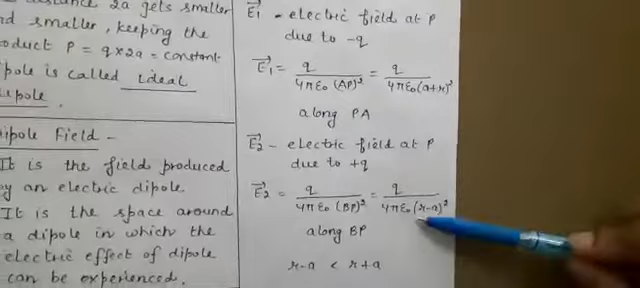 distance 2a gets smaller
nd smaller, keeping the
roduct P = q×2a = constant
pole is called ideal
dipole.
Dipole Field –
It is the field produced
by an electric dipole.
It is the space around
a dipole in which the
electric effect of dipole
can be experienced.
E₁⃗ – electric field at P
due to –q
E₁⃗ = q / 4πε₀ (AP)² = q / 4πε₀(a+r)²
along PA
E₂⃗ – electric field at P
due to +q
E₂⃗ = q / 4πε₀ (BP)² = q / 4πε₀(r–a)²
along BP
r–a < r+a